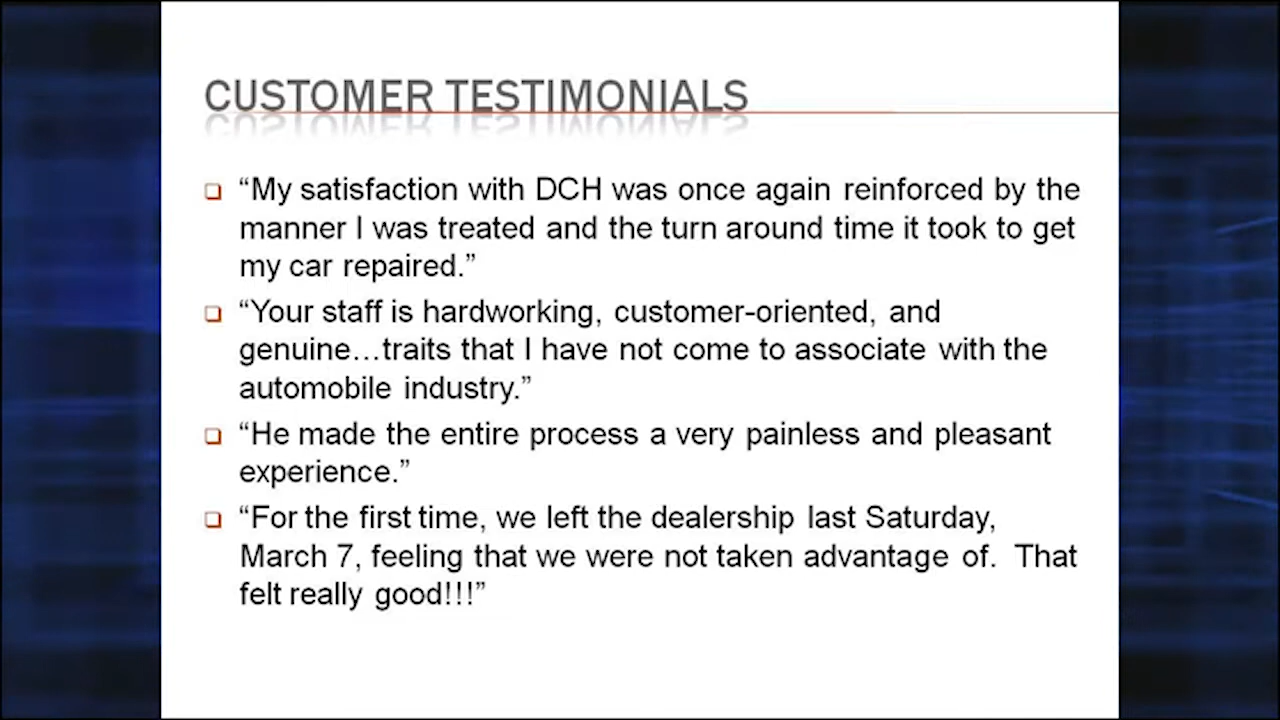 CUSTOMER TESTIMONIALS
“My satisfaction with DCH was once again reinforced by the
manner I was treated and the turn around time it took to get
my car repaired.”
“Your staff is hardworking, customer-oriented, and
genuine…traits that I have not come to associate with the
automobile industry.”
“He made the entire process a very painless and pleasant
experience.”
“For the first time, we left the dealership last Saturday,
March 7, feeling that we were not taken advantage of.  That
felt really good!!!”